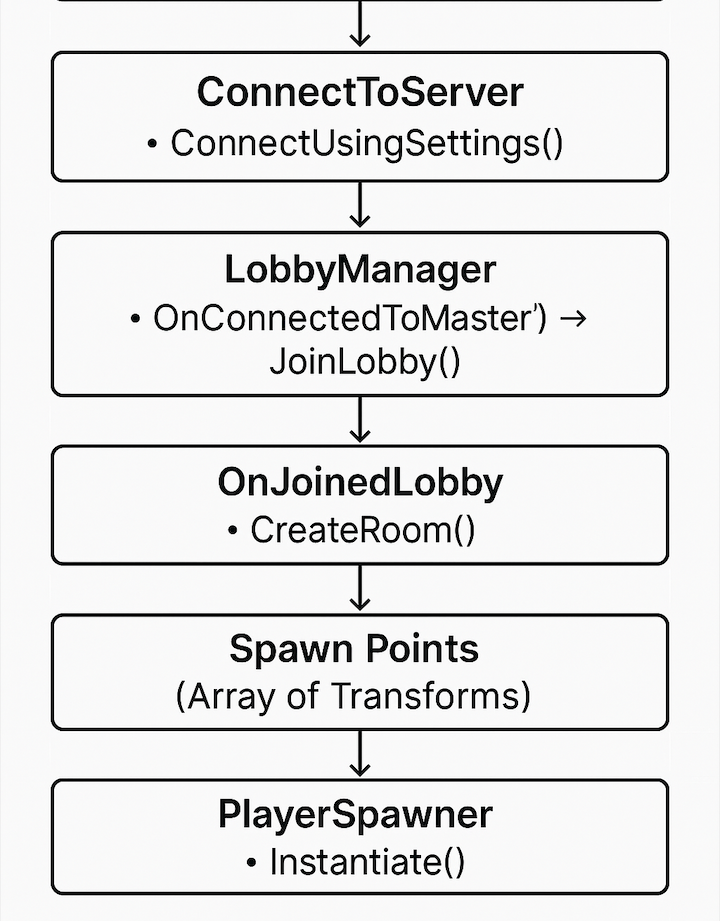 ConnectToServer
• ConnectUsingSettings()
LobbyManager
• OnConnectedToMaster’) →
JoinLobby()
OnJoinedLobby
• CreateRoom()
Spawn Points
(Array of Transforms)
PlayerSpawner
• Instantiate()